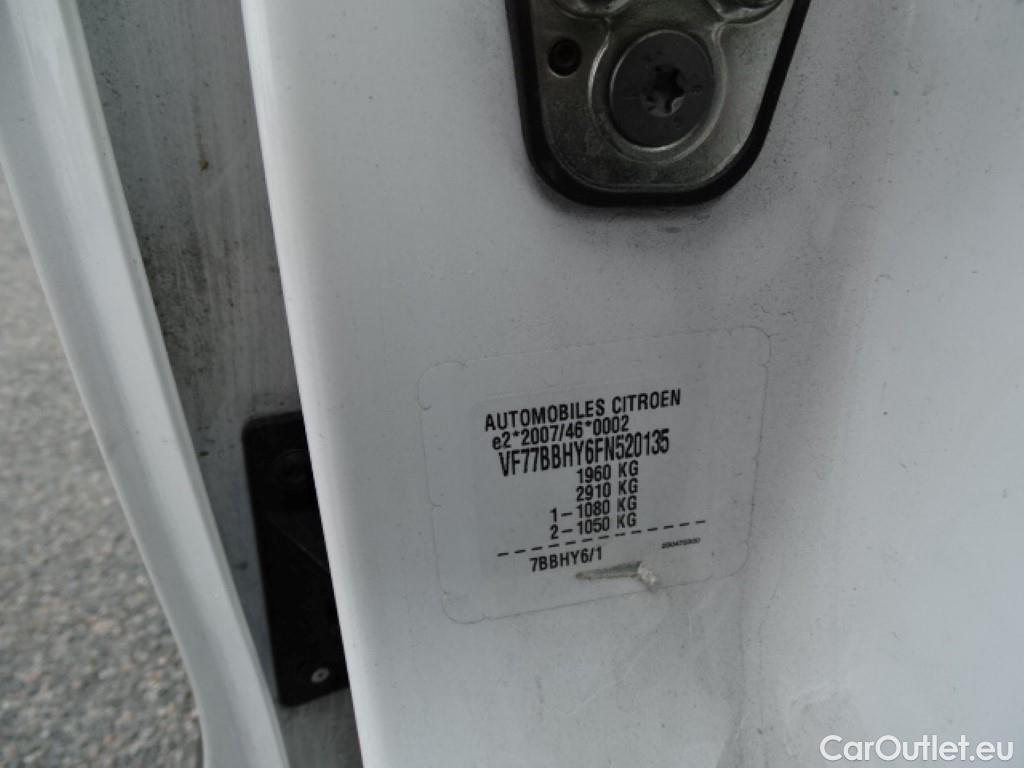 AUTOMOBILES CITROEN
e2*2007/46*0002
VF77BBHY6FN520135
1960 KG
2910 KG
1-1080 KG
2-1050 KG
7BBHY6/1
CarOutlet.eu